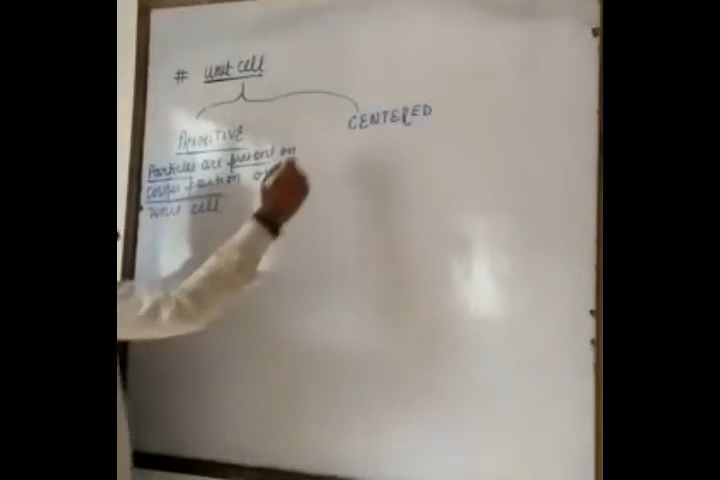 # unit cell
PRIMITIVE
CENTERED
Particles are present on
corner position of
unit cell